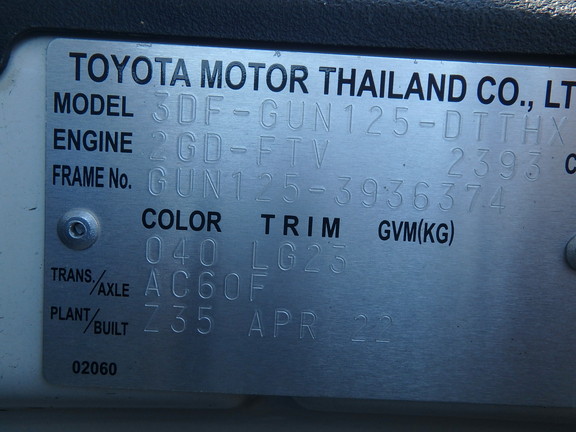 TOYOTA MOTOR THAILAND CO., LT
MODEL 3DF-GUN125-DTTHX
ENGINE 2GD-FTV 2393 C
FRAME No. GUN125-3936374
COLOR TRIM GVM(KG)
040 LG23
TRANS./AXLE AC60F
PLANT/BUILT Z35 APR 22
02060